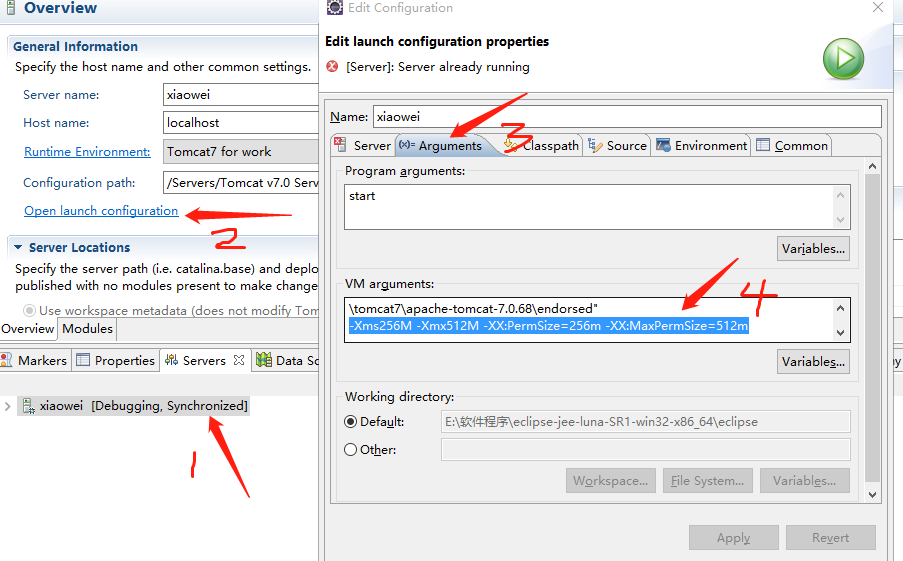 Overview
General Information
Specify the host name and other common settings.
Server name:
xiaowei
Host name:
localhost
Runtime Environment:
Tomcat7 for work
Configuration path:
/Servers/Tomcat v7.0 Serv
Open launch configuration
2
Server Locations
Specify the server path (i.e. catalina.base) and deplo
published with no modules present to make change
Use workspace metadata (does not modify Tom
Overview
Modules
Markers
Properties
Servers
Data So
xiaowei [Debugging, Synchronized]
1
Edit Configuration
Edit launch configuration properties
[Server]: Server already running
Name:
xiaowei
3
Server
(x)= Arguments
Classpath
Source
Environment
Common
Program arguments:
start
Variables...
VM arguments:
4
\tomcat7\apache-tomcat-7.0.68\endorsed"
-Xms256M -Xmx512M -XX:PermSize=256m -XX:MaxPermSize=512m
Variables...
Working directory:
Default:
E:\软件程序\eclipse-jee-luna-SR1-win32-x86_64\eclipse
Other:
Workspace...
File System...
Variables...
Apply
Revert